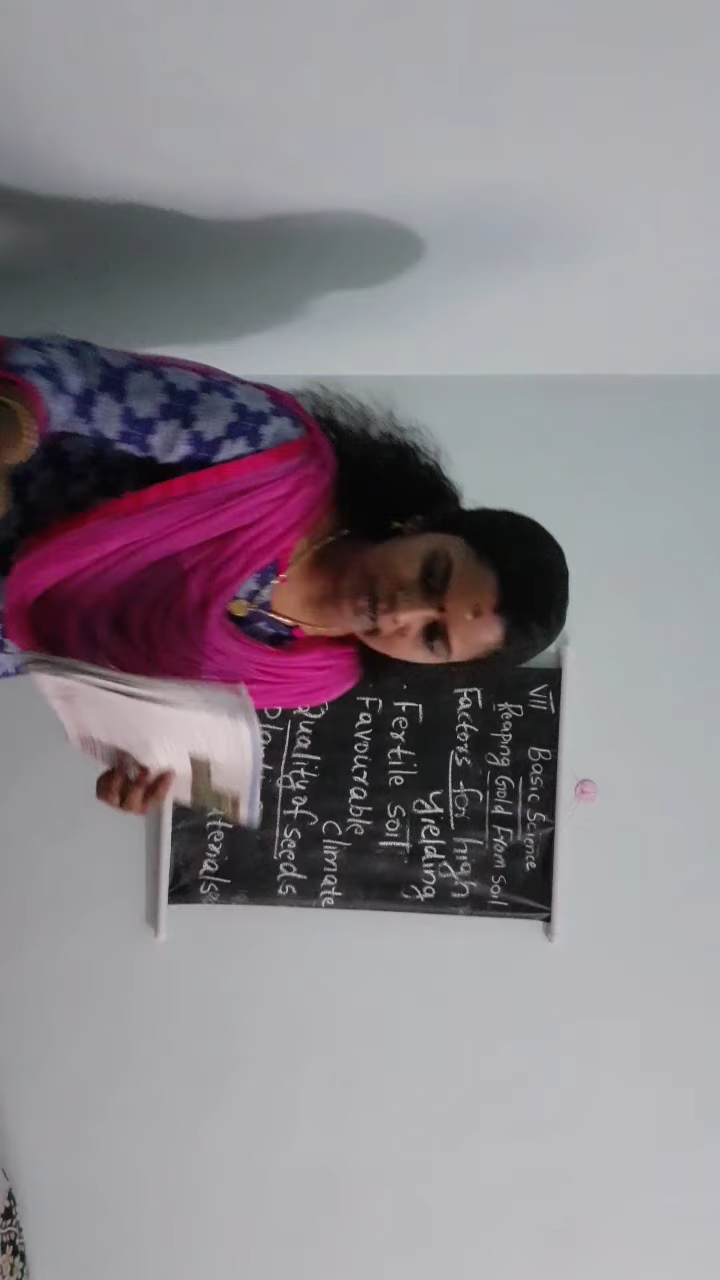 VII Basic Science
Reaping Gold From Soil
Factors for high
yielding
. Fertile soil
Favourable
climate
Quality of seeds